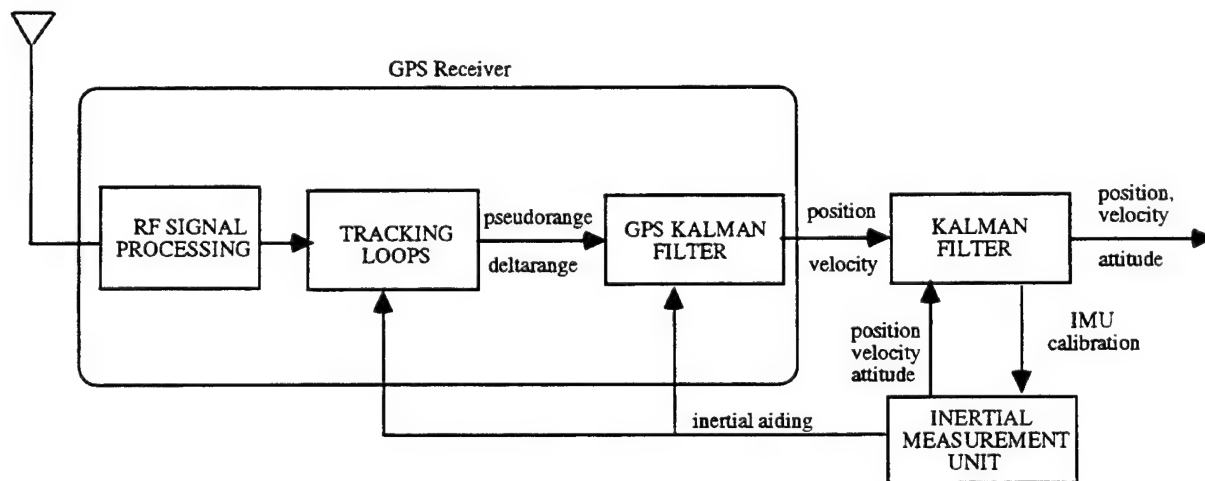 GPS Receiver
RF SIGNAL
PROCESSING
TRACKING
LOOPS
pseudorange
deltarange
GPS KALMAN
FILTER
position
velocity
KALMAN
FILTER
position,
velocity
attitude
position
velocity
attitude
IMU
calibration
inertial aiding
INERTIAL
MEASUREMENT
UNIT